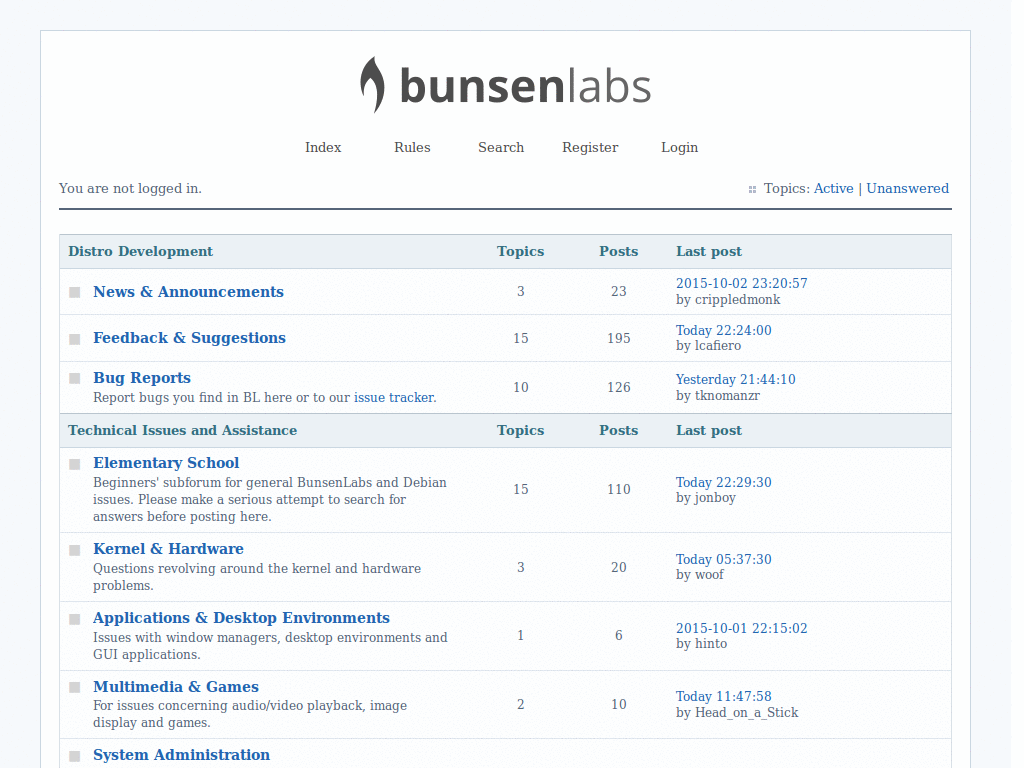 bunsenlabs
Index Rules Search Register Login
You are not logged in.
Topics: Active | Unanswered
Distro Development Topics Posts Last post
News & Announcements 3 23 2015-10-02 23:20:57
by crippledmonk
Feedback & Suggestions 15 195 Today 22:24:00
by lcafiero
Bug Reports 10 126 Yesterday 21:44:10
Report bugs you find in BL here or to our issue tracker. by tknomanzr
Technical Issues and Assistance Topics Posts Last post
Elementary School
Beginners' subforum for general BunsenLabs and Debian
issues. Please make a serious attempt to search for
answers before posting here.
15 110 Today 22:29:30
by jonboy
Kernel & Hardware
Questions revolving around the kernel and hardware
problems.
3 20 Today 05:37:30
by woof
Applications & Desktop Environments
Issues with window managers, desktop environments and
GUI applications.
1 6 2015-10-01 22:15:02
by hinto
Multimedia & Games
For issues concerning audio/video playback, image
display and games.
2 10 Today 11:47:58
by Head_on_a_Stick
System Administration